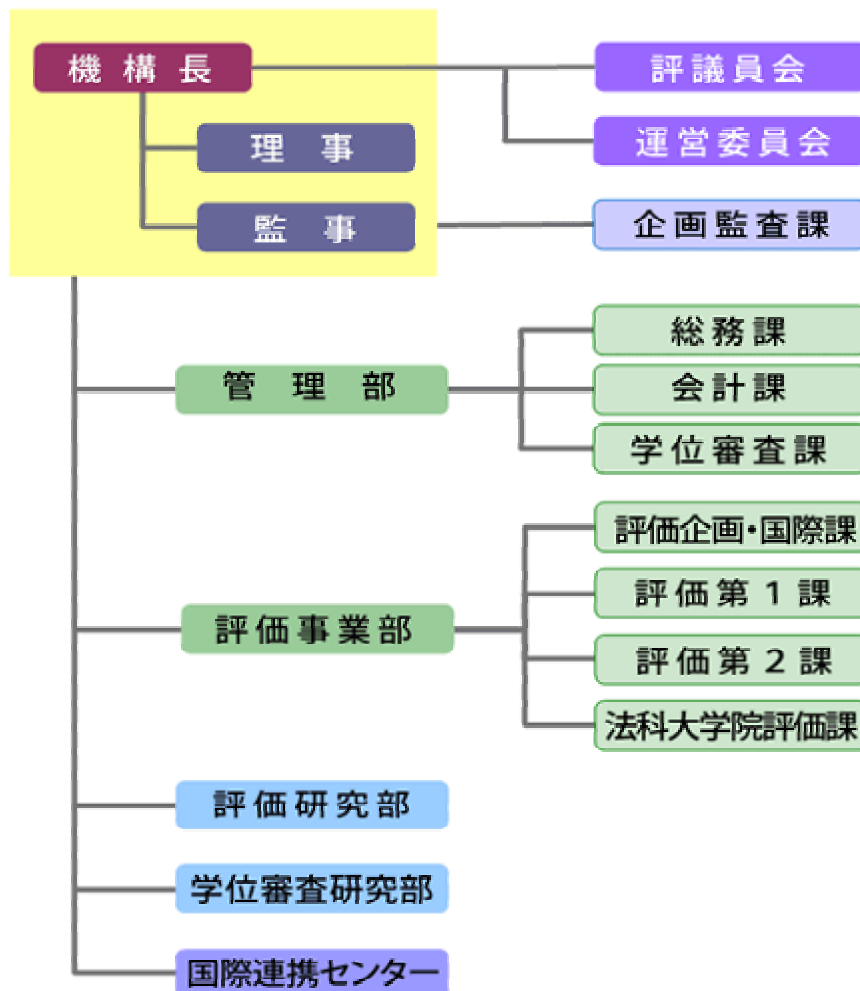 機構長
評議員会
理事
運営委員会
監事
企画監査課
総務課
管理部
会計課
学位審査課
評価企画・国際課
評価第1課
評価事業部
評価第2課
法科大学院評価課
評価研究部
学位審査研究部
国際連携センター